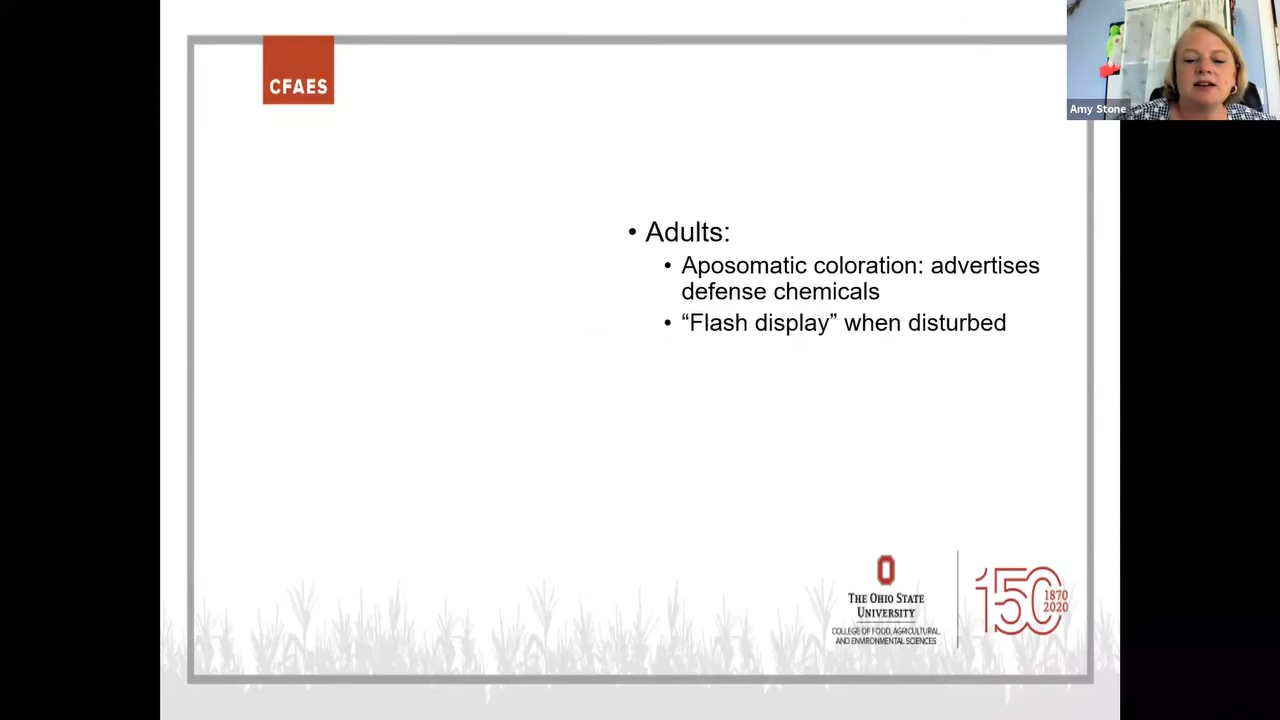 CFAES
Amy Stone
• Adults:
• Aposomatic coloration: advertises
defense chemicals
• “Flash display” when disturbed
THE OHIO STATE
UNIVERSITY
COLLEGE OF FOOD, AGRICULTURAL,
AND ENVIRONMENTAL SCIENCES
150
1870
2020